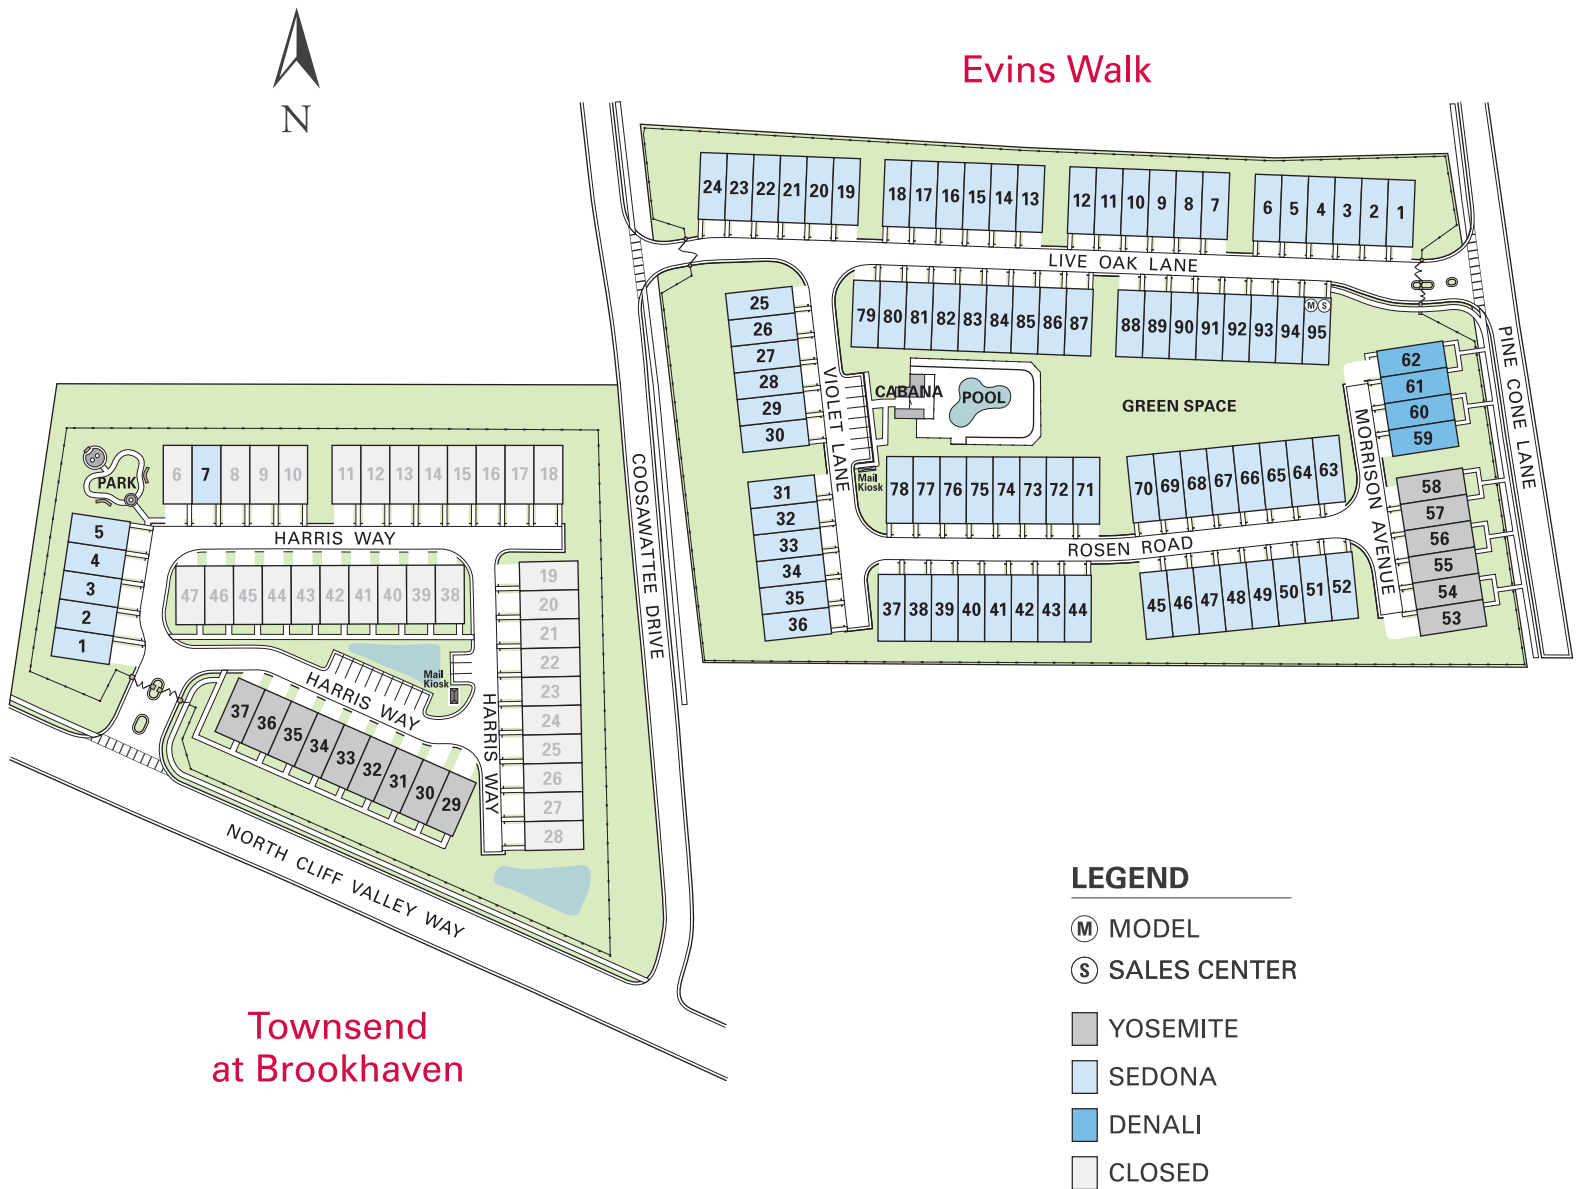 N
Evins Walk
24 23 22 21 20 19 18 17 16 15 14 13 12 11 10 9 8 7 6 5 4 3 2 1
LIVE OAK LANE
M S
79 80 81 82 83 84 85 86 87 88 89 90 91 92 93 94 95
25
26
27
28
29
30
VIOLET LANE
CABANA
POOL
GREEN SPACE
62
61
60
59
MORRISON AVENUE
PINE CONE LANE
31
32
33
34
35
36
Mail
Kiosk
78 77 76 75 74 73 72 71 70 69 68 67 66 65 64 63
ROSEN ROAD
37 38 39 40 41 42 43 44 45 46 47 48 49 50 51 52
58
57
56
55
54
53
COOSAWATTEE DRIVE
PARK
6 7 8 9 10 11 12 13 14 15 16 17 18
HARRIS WAY
5
4
3
2
1
47 46 45 44 43 42 41 40 39 38
19
20
21
22
23
24
25
26
27
28
Mail
Kiosk
HARRIS WAY
HARRIS WAY
37 36 35 34 33 32 31 30 29
NORTH CLIFF VALLEY WAY
Townsend
at Brookhaven
LEGEND
M MODEL
S SALES CENTER
YOSEMITE
SEDONA
DENALI
CLOSED